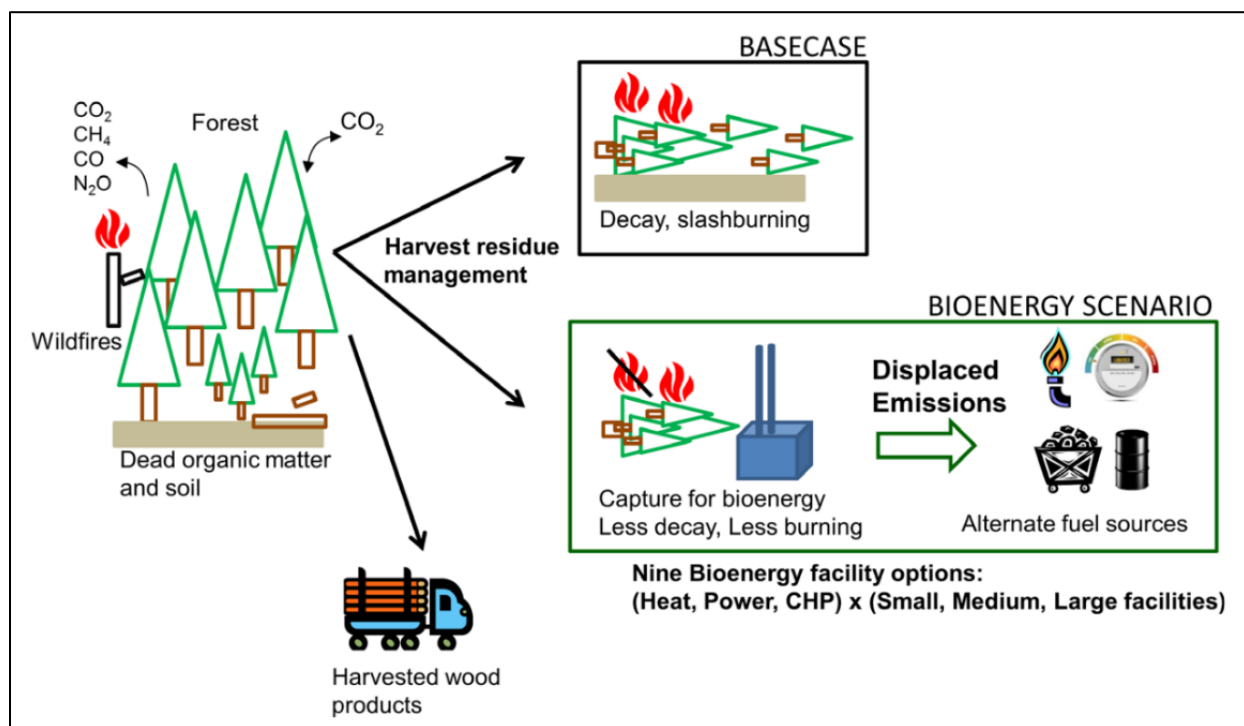 BASECASE
CO₂
CH₄
CO
N₂O
Forest
CO₂
Wildfires
Dead organic matter
and soil
Harvest residue
management
Decay, slashburning
BIOENERGY SCENARIO
Capture for bioenergy
Less decay, Less burning
Displaced
Emissions
Alternate fuel sources
Nine Bioenergy facility options:
(Heat, Power, CHP) x (Small, Medium, Large facilities)
Harvested wood
products